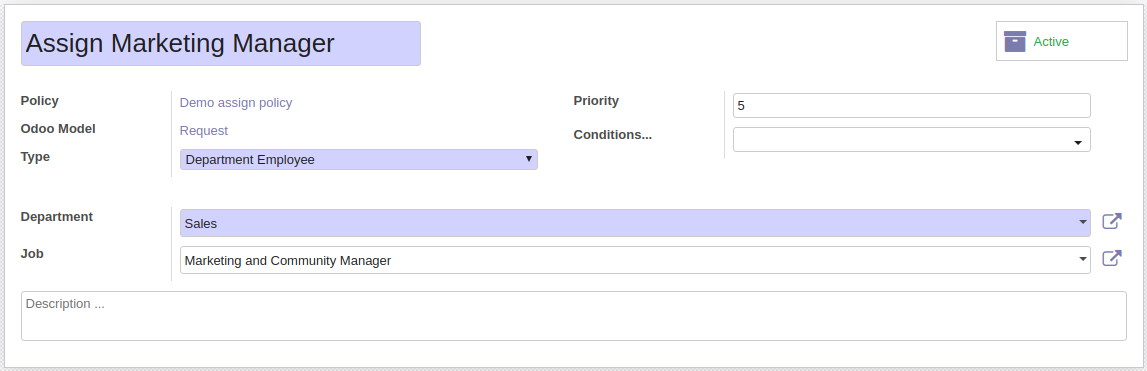 Assign Marketing Manager
Active
Policy
Demo assign policy
Odoo Model
Request
Type
Department Employee
Priority
5
Conditions...
Department
Sales
Job
Marketing and Community Manager
Description ...